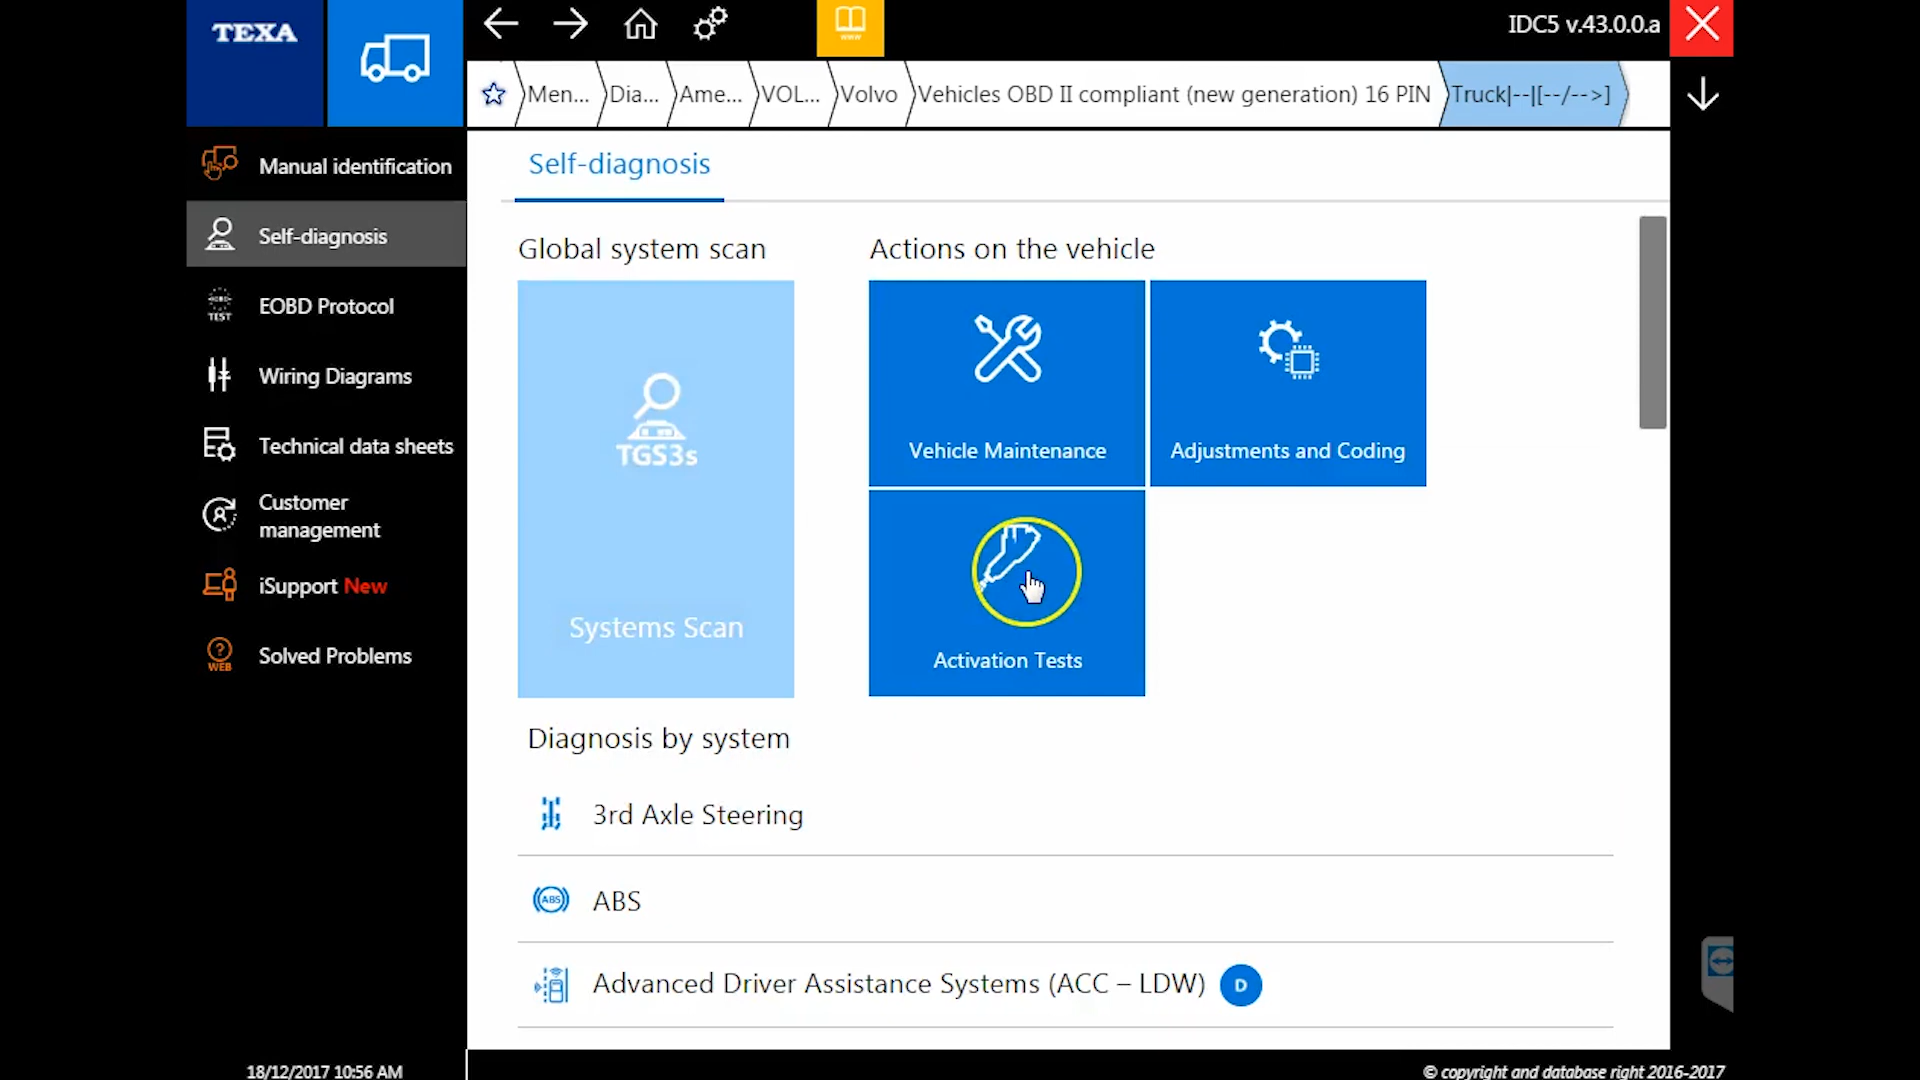 TEXA
www
IDC5 v.43.0.0.a
Men... Dia... Ame... VOL... Volvo Vehicles OBD II compliant (new generation) 16 PIN Truck|--|[--/-->]
Manual identification
Self-diagnosis
EOBD Protocol
TEST
Wiring Diagrams
Technical data sheets
Customer
management
iSupport New
Solved Problems
WEB
Self-diagnosis
Global system scan
TGS3s
Systems Scan
Actions on the vehicle
Vehicle Maintenance
Adjustments and Coding
Activation Tests
Diagnosis by system
3rd Axle Steering
ABS ABS
Advanced Driver Assistance Systems (ACC – LDW) D
18/12/2017 10:56 AM
© copyright and database right 2016-2017